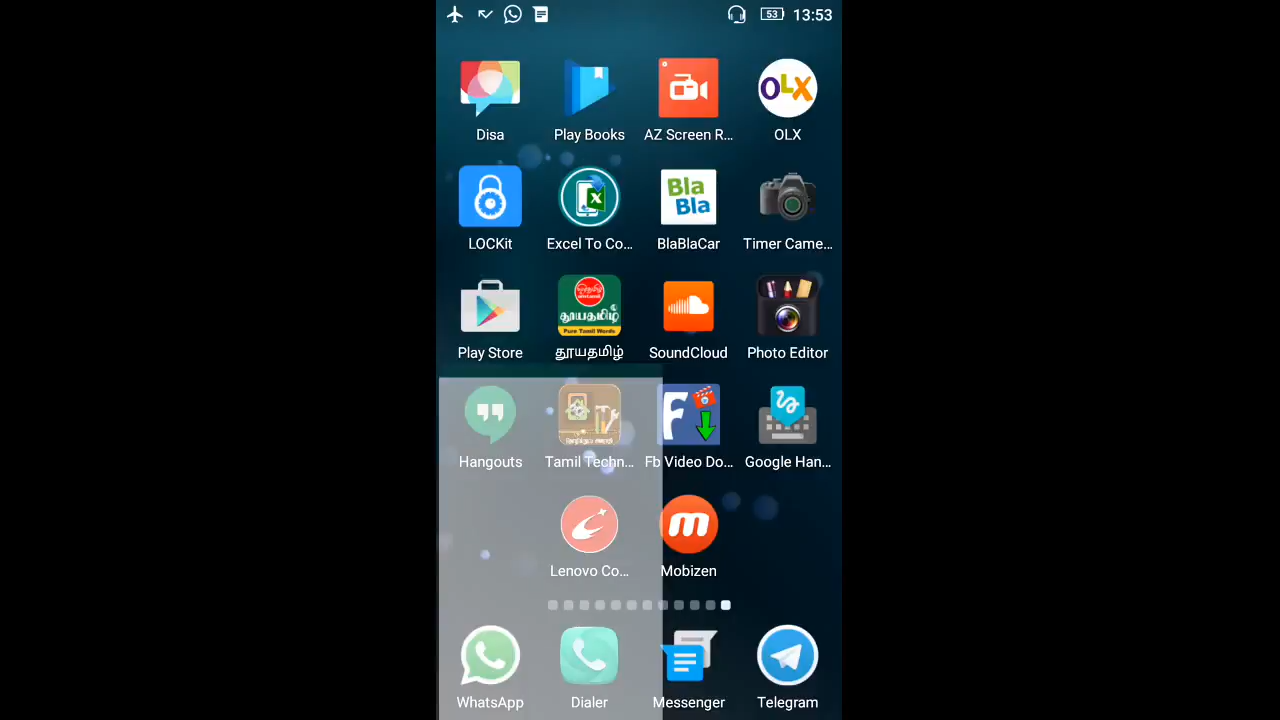 53 13:53
Disa Play Books AZ Screen R... OLX
OLX
Bla
Bla
LOCKit Excel To Co... BlaBlaCar Timer Came...
தூயதமிழ்
Pure Tamil Words
Play Store தூயதமிழ் SoundCloud Photo Editor
Hangouts Tamil Techn... Fb Video Do... Google Han...
Lenovo Co... Mobizen
WhatsApp Dialer Messenger Telegram